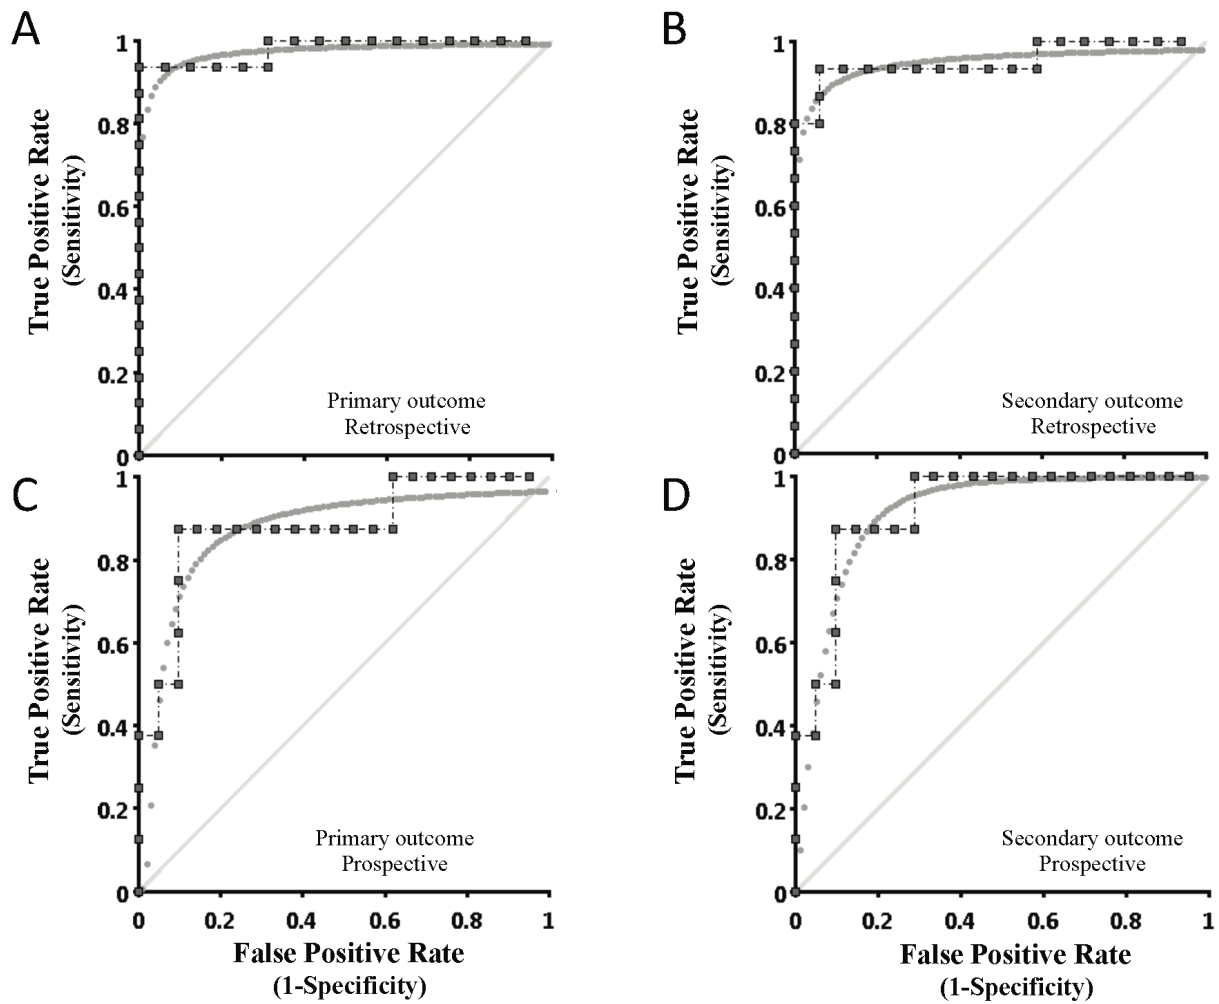 A
1
0.8
0.6
0.4
0.2
0
True Positive Rate
(Sensitivity)
Primary outcome
Retrospective
B
1
0.8
0.6
0.4
0.2
0
True Positive Rate
(Sensitivity)
Secondary outcome
Retrospective
C
1
0.8
0.6
0.4
0.2
0
True Positive Rate
(Sensitivity)
Primary outcome
Prospective
0 0.2 0.4 0.6 0.8 1
False Positive Rate
(1-Specificity)
D
1
0.8
0.6
0.4
0.2
0
True Positive Rate
(Sensitivity)
Secondary outcome
Prospective
0 0.2 0.4 0.6 0.8 1
False Positive Rate
(1-Specificity)